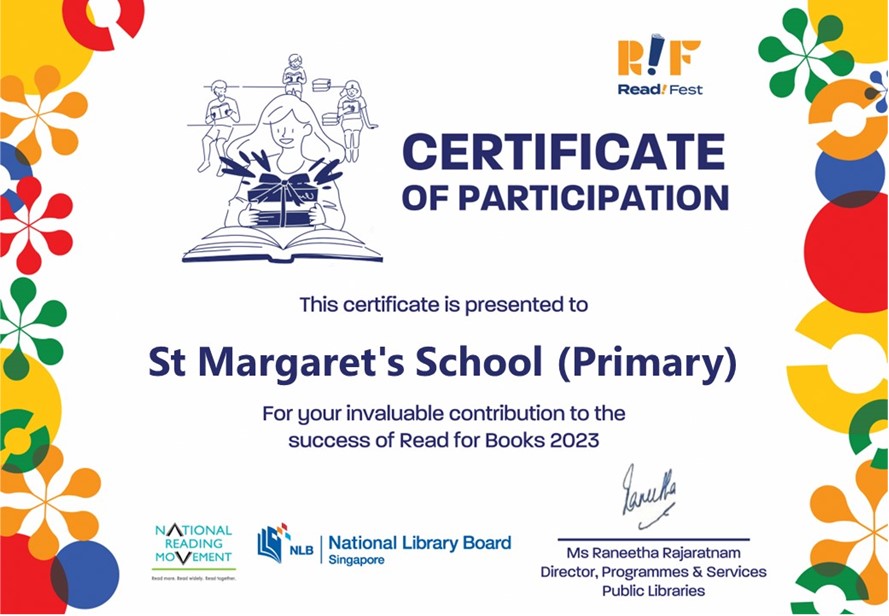 R!F
Read! Fest
CERTIFICATE
OF PARTICIPATION
This certificate is presented to
St Margaret's School (Primary)
For your invaluable contribution to the
success of Read for Books 2023
Raneetha
NATIONAL
READING
MOVEMENT
Read more. Read widely. Read together.
NLB
National Library Board
Singapore
Ms Raneetha Rajaratnam
Director, Programmes & Services
Public Libraries